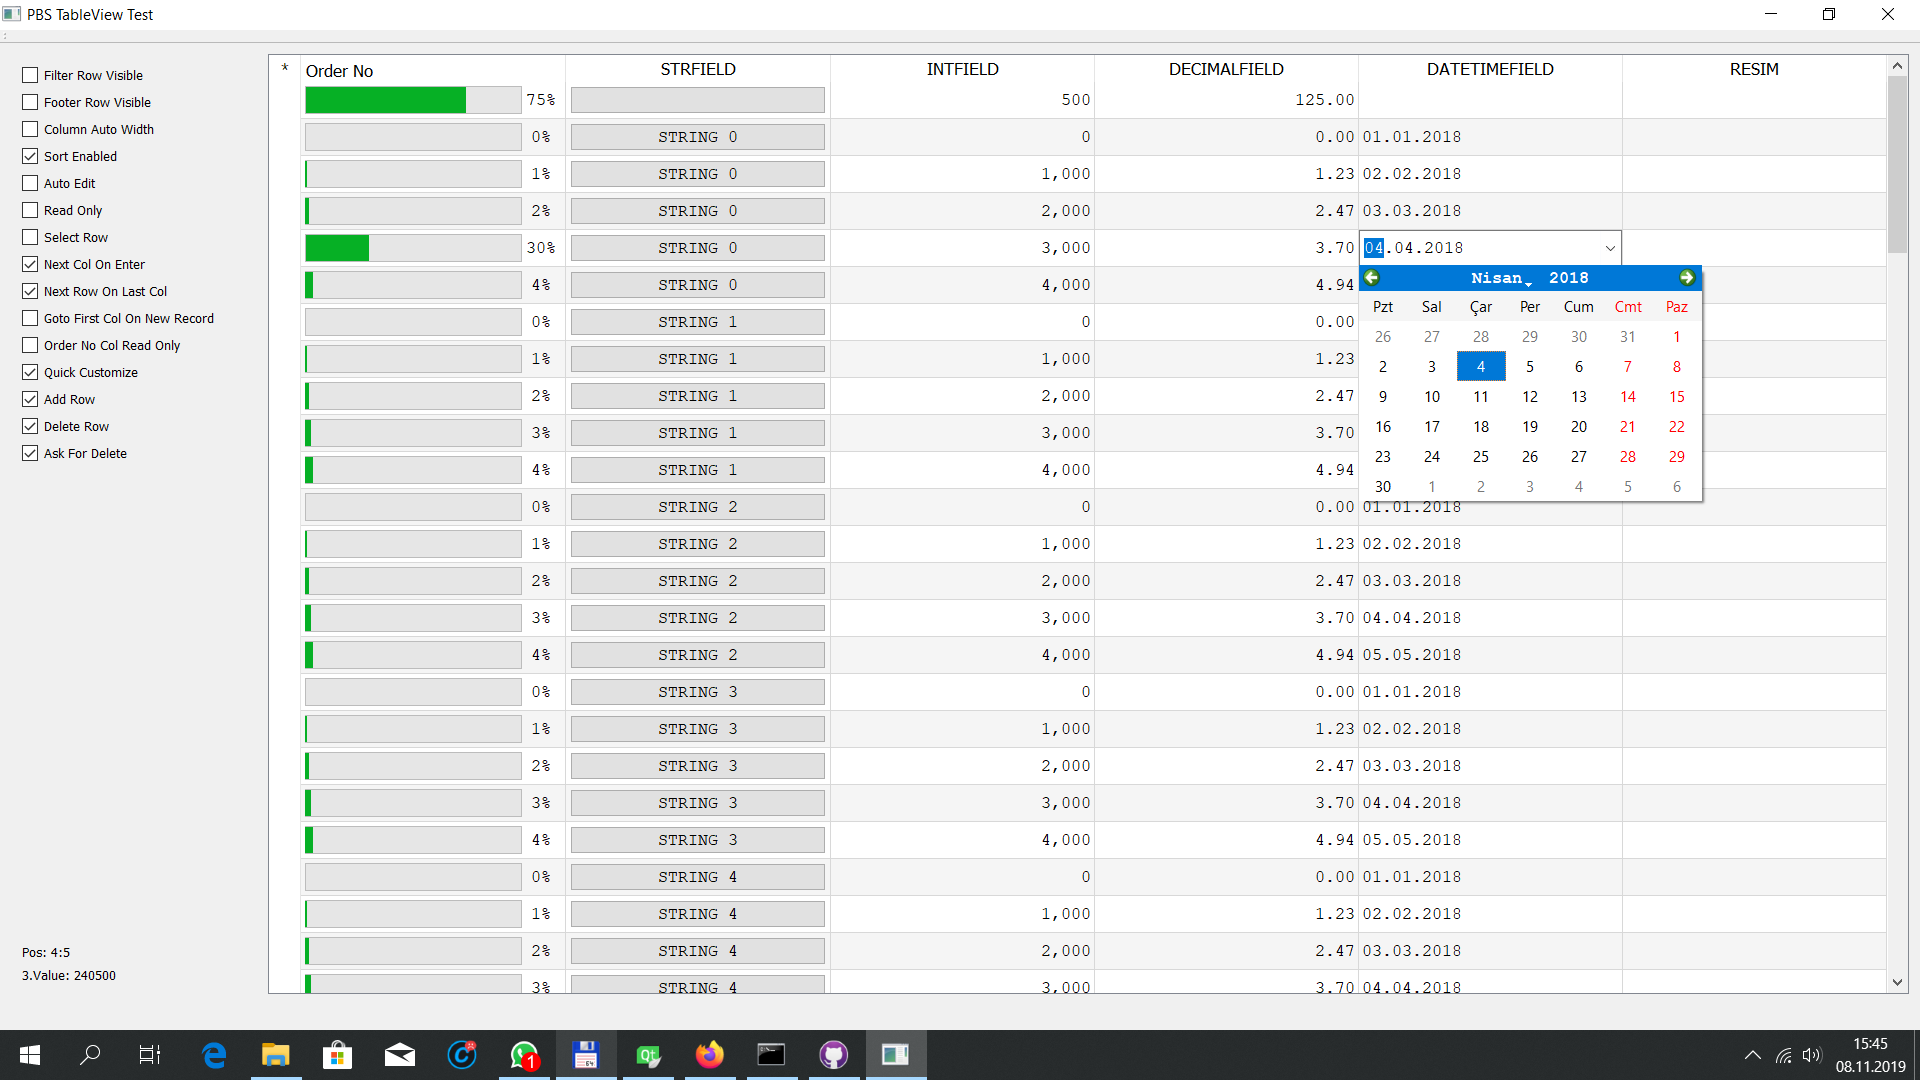 PBS TableView Test
Filter Row Visible
Footer Row Visible
Column Auto Width
Sort Enabled
Auto Edit
Read Only
Select Row
Next Col On Enter
Next Row On Last Col
Goto First Col On New Record
Order No Col Read Only
Quick Customize
Add Row
Delete Row
Ask For Delete
Pos: 4:5
3.Value: 240500
* Order No STRFIELD INTFIELD DECIMALFIELD DATETIMEFIELD RESIM
75% 500 125.00
0% STRING 0 0 0.00 01.01.2018
1% STRING 0 1,000 1.23 02.02.2018
2% STRING 0 2,000 2.47 03.03.2018
30% STRING 0 3,000 3.70 04.04.2018
4% STRING 0 4,000 4.94
0% STRING 1 0 0.00
1% STRING 1 1,000 1.23
2% STRING 1 2,000 2.47
3% STRING 1 3,000 3.70
4% STRING 1 4,000 4.94
0% STRING 2 0 0.00 01.01.2018
1% STRING 2 1,000 1.23 02.02.2018
2% STRING 2 2,000 2.47 03.03.2018
3% STRING 2 3,000 3.70 04.04.2018
4% STRING 2 4,000 4.94 05.05.2018
0% STRING 3 0 0.00 01.01.2018
1% STRING 3 1,000 1.23 02.02.2018
2% STRING 3 2,000 2.47 03.03.2018
3% STRING 3 3,000 3.70 04.04.2018
4% STRING 3 4,000 4.94 05.05.2018
0% STRING 4 0 0.00 01.01.2018
1% STRING 4 1,000 1.23 02.02.2018
2% STRING 4 2,000 2.47 03.03.2018
3% STRING 4 3,000 3.70 04.04.2018
Nisan 2018
Pzt Sal Çar Per Cum Cmt Paz
26 27 28 29 30 31 1
2 3 4 5 6 7 8
9 10 11 12 13 14 15
16 17 18 19 20 21 22
23 24 25 26 27 28 29
30 1 2 3 4 5 6
1
64
Qt
15:45
08.11.2019